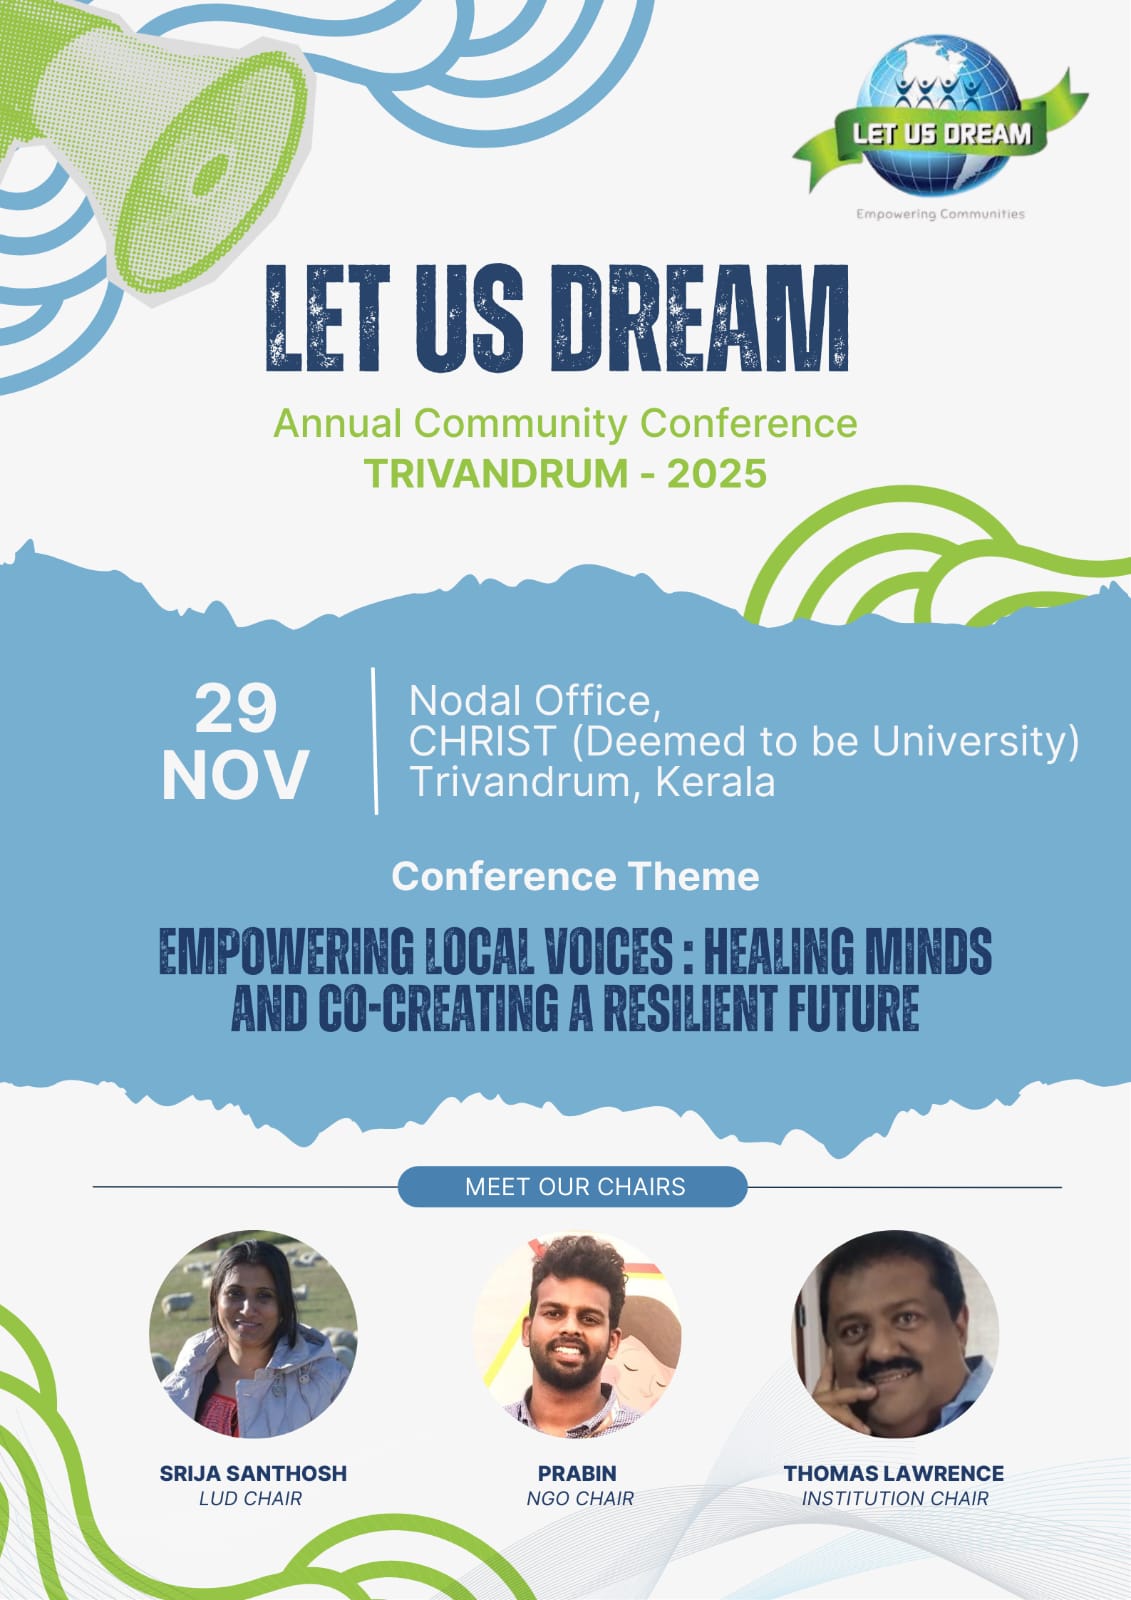 LET US DREAM
Empowering Communities
LET US DREAM
Annual Community Conference
TRIVANDRUM - 2025
29
NOV
Nodal Office,
CHRIST (Deemed to be University)
Trivandrum, Kerala
Conference Theme
EMPOWERING LOCAL VOICES : HEALING MINDS
AND CO-CREATING A RESILIENT FUTURE
MEET OUR CHAIRS
SRIJA SANTHOSH
LUD CHAIR
PRABIN
NGO CHAIR
THOMAS LAWRENCE
INSTITUTION CHAIR